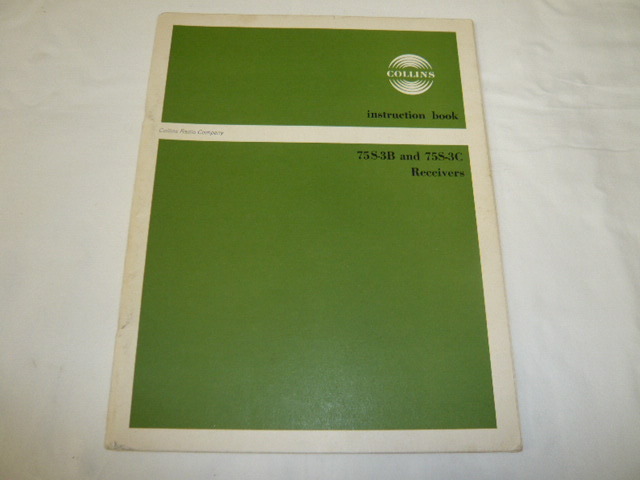 COLLINS
instruction book
Collins Radio Company
75S-3B and 75S-3C
Receivers